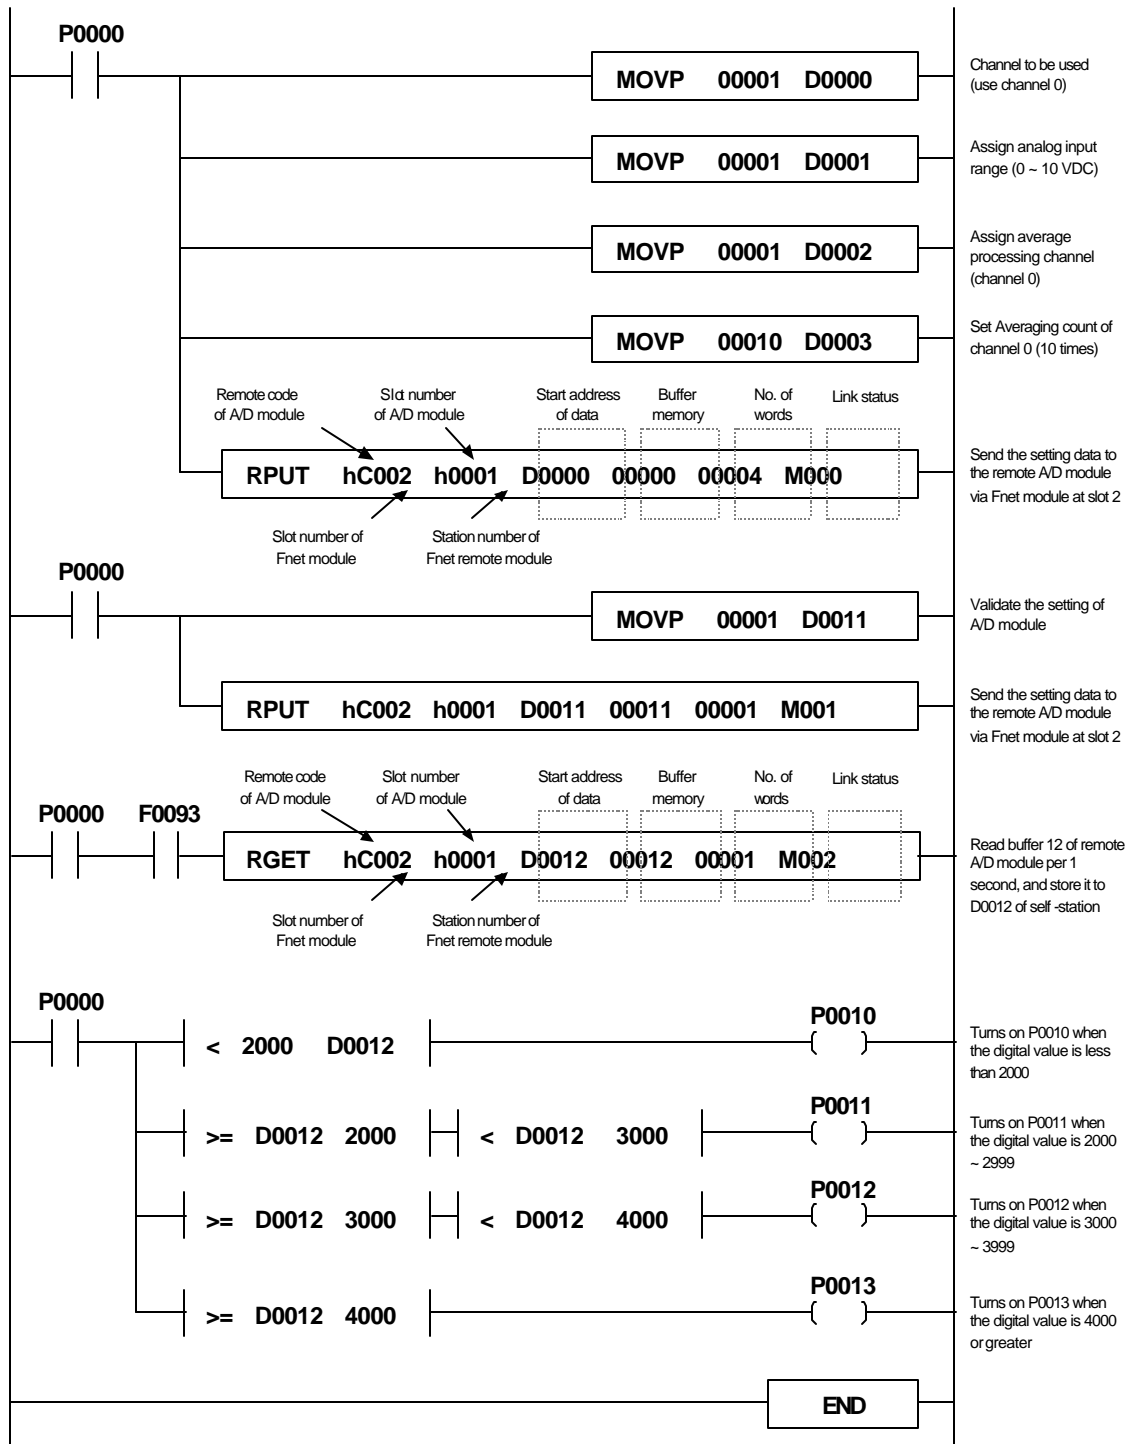 P0000
MOVP 00001 D0000
Channel to be used
(use channel 0)
MOVP 00001 D0001
Assign analog input
range (0 ~ 10 VDC)
MOVP 00001 D0002
Assign average
processing channel
(channel 0)
MOVP 00010 D0003
Set Averaging count of
channel 0 (10 times)
Remote code
of A/D module
Slot number
of A/D module
Start address
of data
Buffer
memory
No. of
words
Link status
RPUT hC002 h0001 D0000 00000 00004 M000
Send the setting data to
the remote A/D module
via Fnet module at slot 2
Slot number of
Fnet module
Station number of
Fnet remote module
P0000
MOVP 00001 D0011
Validate the setting of
A/D module
RPUT hC002 h0001 D0011 00011 00001 M001
Send the setting data to
the remote A/D module
via Fnet module at slot 2
Remote code
of A/D module
Slot number
of A/D module
Start address
of data
Buffer
memory
No. of
words
Link status
P0000 F0093
RGET hC002 h0001 D0012 00012 00001 M002
Read buffer 12 of remote
A/D module per 1
second, and store it to
D0012 of self -station
Slot number of
Fnet module
Station number of
Fnet remote module
P0000
< 2000 D0012
P0010
Turns on P0010 when
the digital value is less
than 2000
>= D0012 2000 < D0012 3000
P0011
Turns on P0011 when
the digital value is 2000
~ 2999
>= D0012 3000 < D0012 4000
P0012
Turns on P0012 when
the digital value is 3000
~ 3999
>= D0012 4000
P0013
Turns on P0013 when
the digital value is 4000
or greater
END